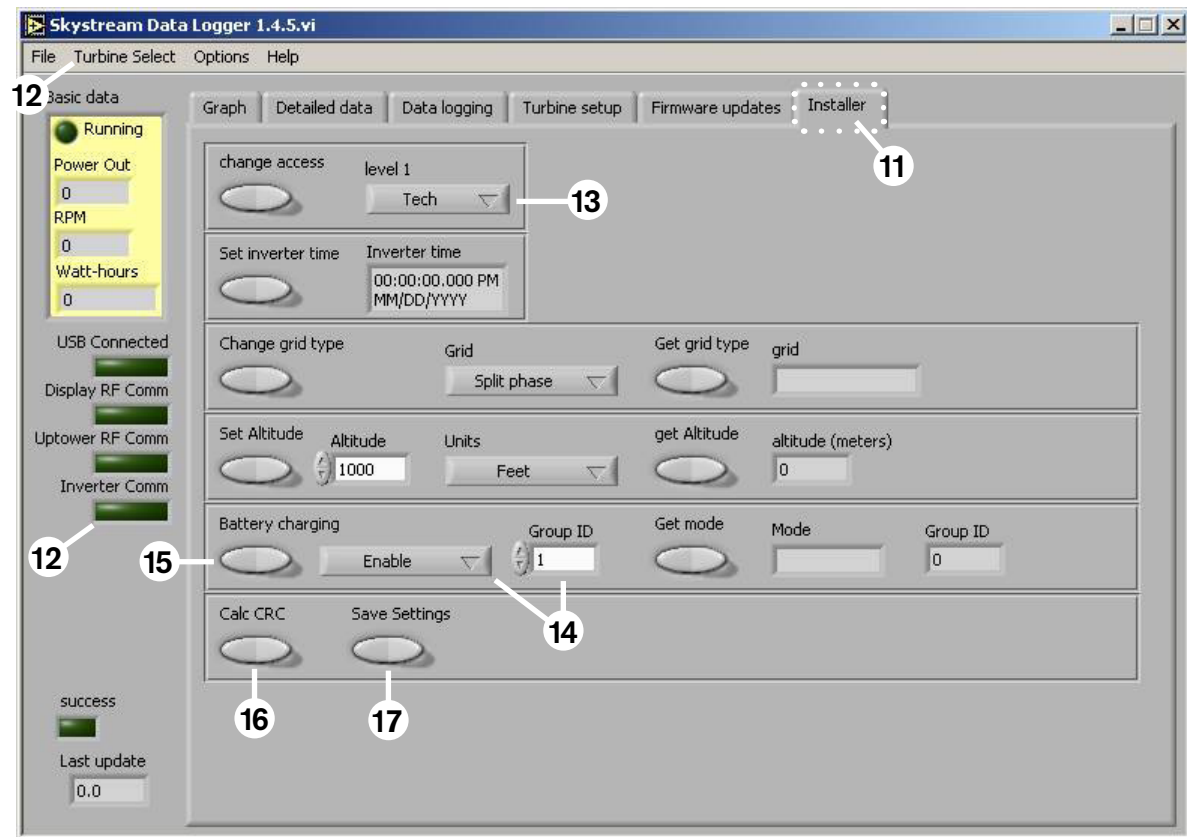 Skystream Data Logger 1.4.5.vi
File Turbine Select Options Help
12
Basic data
Running
Power Out
0
RPM
0
Watt-hours
0
USB Connected
Display RF Comm
Uptower RF Comm
Inverter Comm
12
success
Last update
0.0
Graph Detailed data Data logging Turbine setup Firmware updates Installer
11
change access level 1
Tech
13
Set inverter time Inverter time
00:00:00.000 PM
MM/DD/YYYY
Change grid type Grid Get grid type grid
Split phase
Set Altitude Altitude Units get Altitude altitude (meters)
1000 Feet 0
Battery charging Group ID Get mode Mode Group ID
15 Enable 1 0
14
Calc CRC Save Settings
16 17